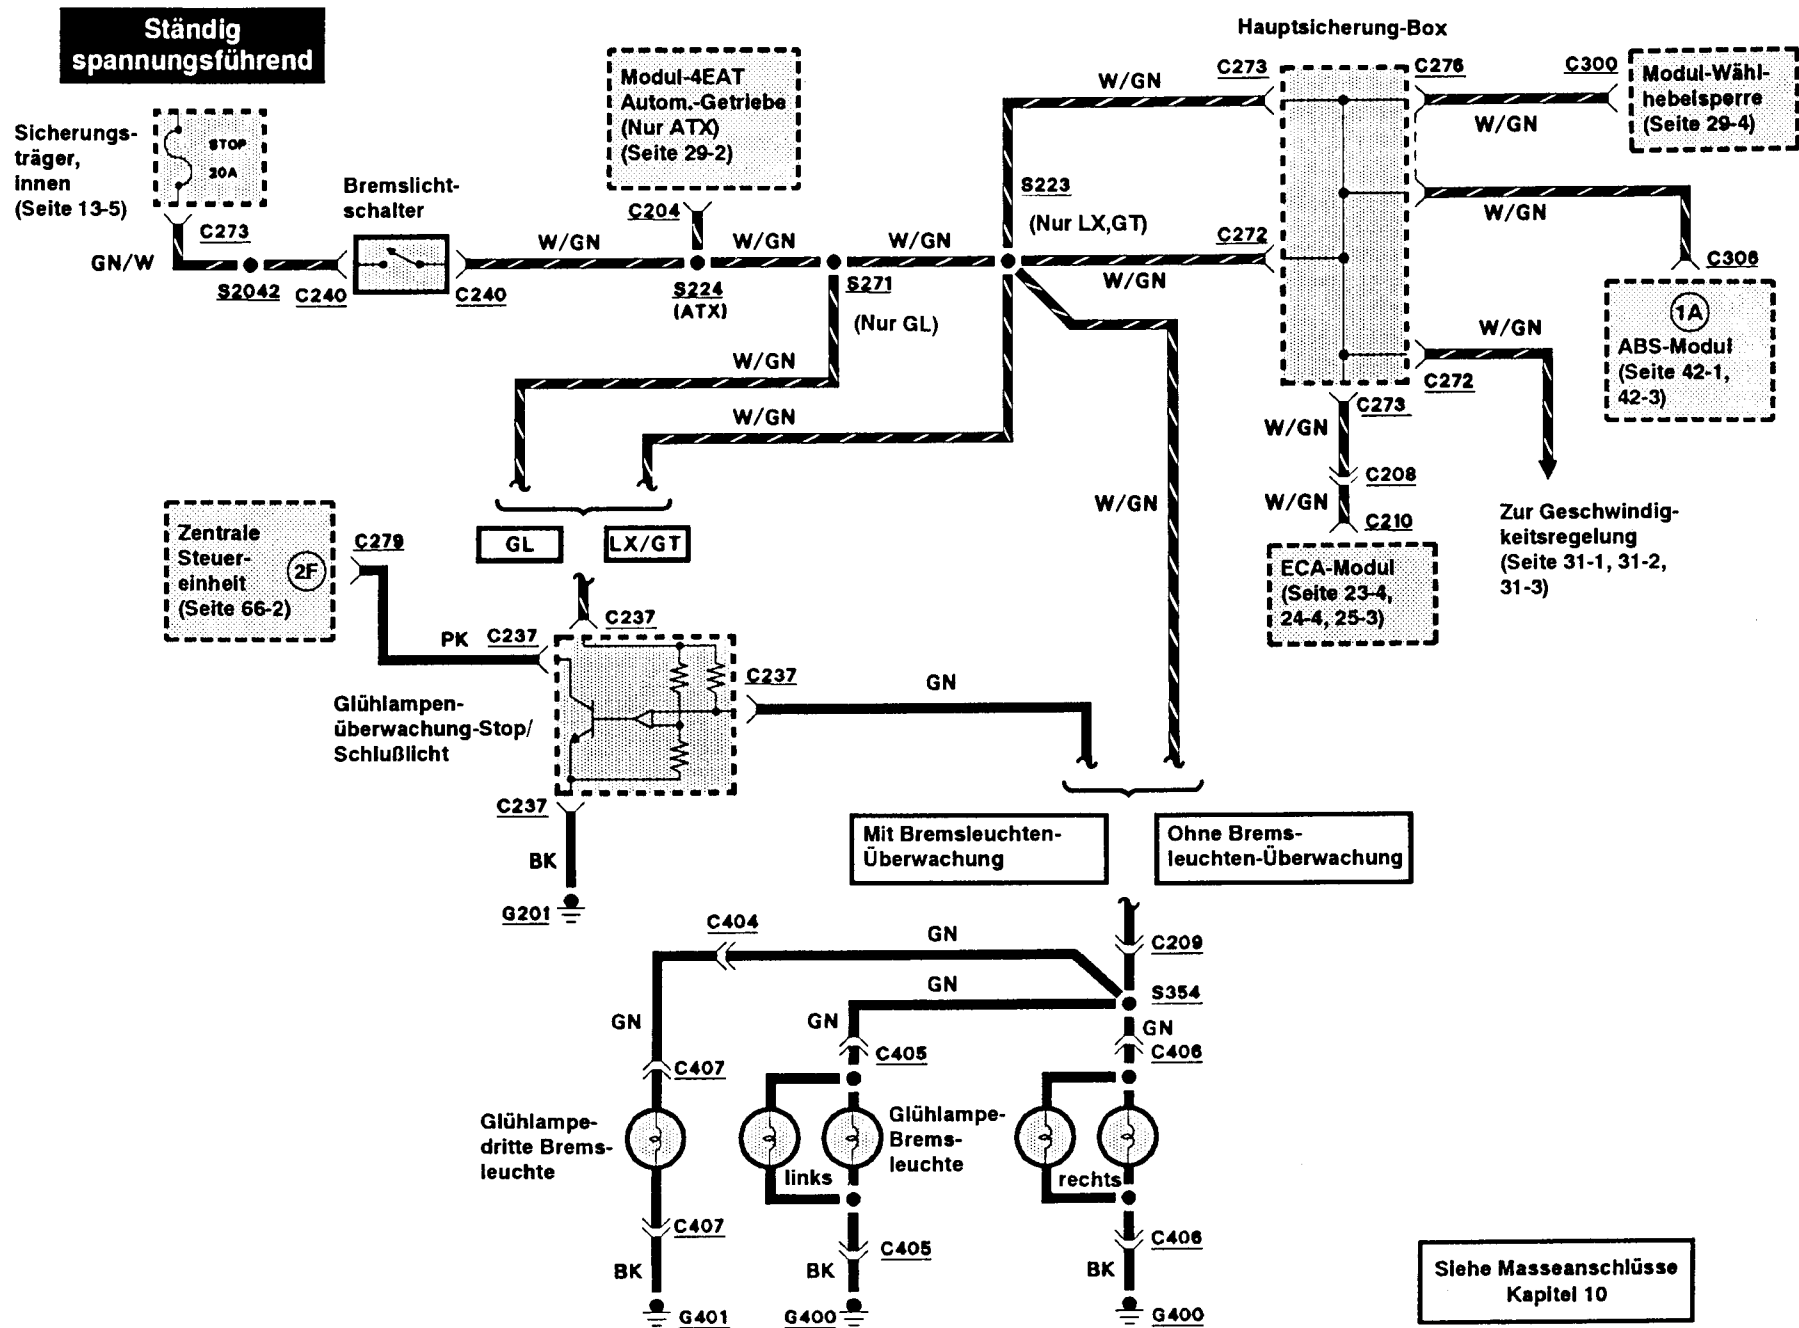 Ständig
spannungsführend
Sicherungs-
träger,
innen
(Seite 13-5)
STOP
20A
C273
GN/W
S2042
Bremslicht-
schalter
C240
C240
W/GN
Modul-4EAT
Autom.-Getriebe
(Nur ATX)
(Seite 29-2)
C204
S224
(ATX)
W/GN
S271
(Nur GL)
W/GN
S223
(Nur LX,GT)
W/GN
C273
W/GN
C272
Hauptsicherung-Box
C276
C300
W/GN
Modul-Wähl-
hebelsperre
(Seite 29-4)
W/GN
C306
1A
ABS-Modul
(Seite 42-1,
42-3)
W/GN
C272
C273
W/GN
C208
W/GN
C210
ECA-Modul
(Seite 23-4,
24-4, 25-3)
Zur Geschwindig-
keitsregelung
(Seite 31-1, 31-2,
31-3)
W/GN
W/GN
W/GN
GL
LX/GT
Zentrale
Steuer-
einheit
(Seite 66-2)
2F
C279
PK
C237
C237
C237
GN
Glühlampen-
überwachung-Stop/
Schlußlicht
C237
BK
G201
Mit Bremsleuchten-
Überwachung
Ohne Brems-
leuchten-Überwachung
C404
GN
C209
GN
S354
GN
GN
GN
C407
C405
C406
Glühlampe-
dritte Brems-
leuchte
links
Glühlampe-
Brems-
leuchte
rechts
C407
C405
C406
BK
BK
BK
G401
G400
G400
Siehe Masseanschlüsse
Kapitel 10